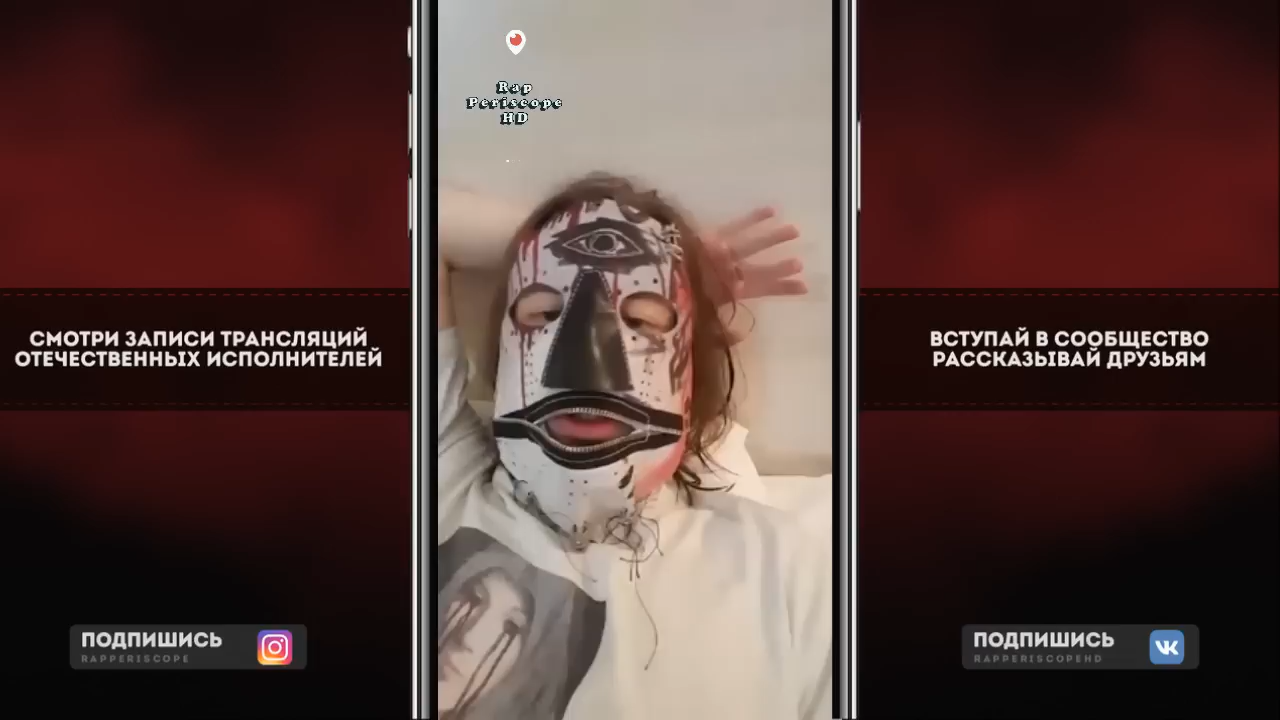 Rap
Periscope
HD
СМОТРИ ЗАПИСИ ТРАНСЛЯЦИЙ
ОТЕЧЕСТВЕННЫХ ИСПОЛНИТЕЛЕЙ
ВСТУПАЙ В СООБЩЕСТВО
РАССКАЗЫВАЙ ДРУЗЬЯМ
ПОДПИШИСЬ
RAPPERISCOPE
ПОДПИШИСЬ
RAPPERISCOPEHD